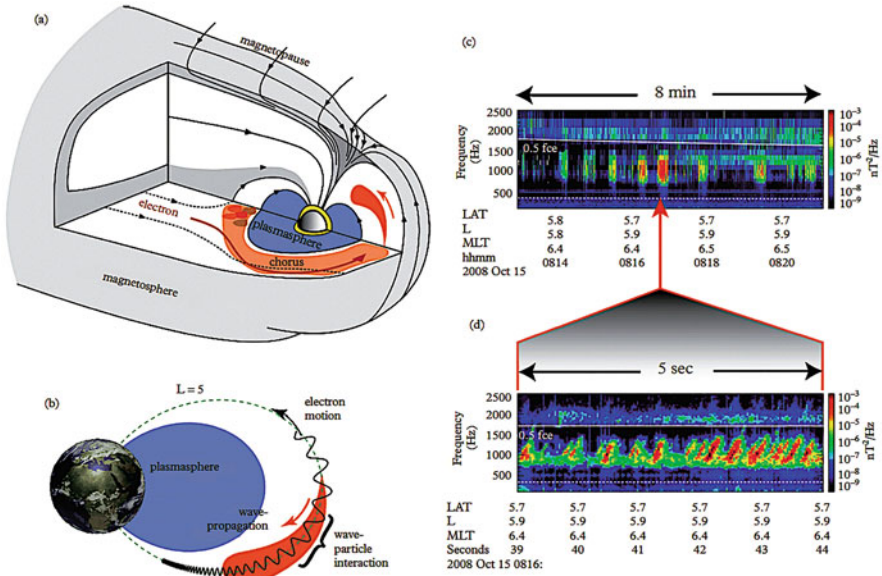 (a)
magnetopause
electron
plasmasphere
chorus
magnetosphere
(b)
L = 5
electron
motion
plasmasphere
wave-
propagation
wave-
particle
interaction
(c)
8 min
Frequency
(Hz)
2500
2000
1500
1000
500
0.5 fce
10⁻³
10⁻⁴
10⁻⁵
10⁻⁶
10⁻⁷
10⁻⁸
10⁻⁹
nT²/Hz
LAT 5.8 5.7 5.7 5.7
L 5.8 5.9 5.9 5.9
MLT 6.4 6.4 6.5 6.5
hhmm 0814 0816 0818 0820
2008 Oct 15
(d)
5 sec
Frequency
(Hz)
2500
2000
1500
1000
500
0.5 fce
10⁻³
10⁻⁴
10⁻⁵
10⁻⁶
10⁻⁷
10⁻⁸
10⁻⁹
nT²/Hz
LAT 5.7 5.7 5.7 5.7 5.7 5.7
L 5.9 5.9 5.9 5.9 5.9 5.9
MLT 6.4 6.4 6.4 6.4 6.4 6.4
Seconds 39 40 41 42 43 44
2008 Oct 15 0816: